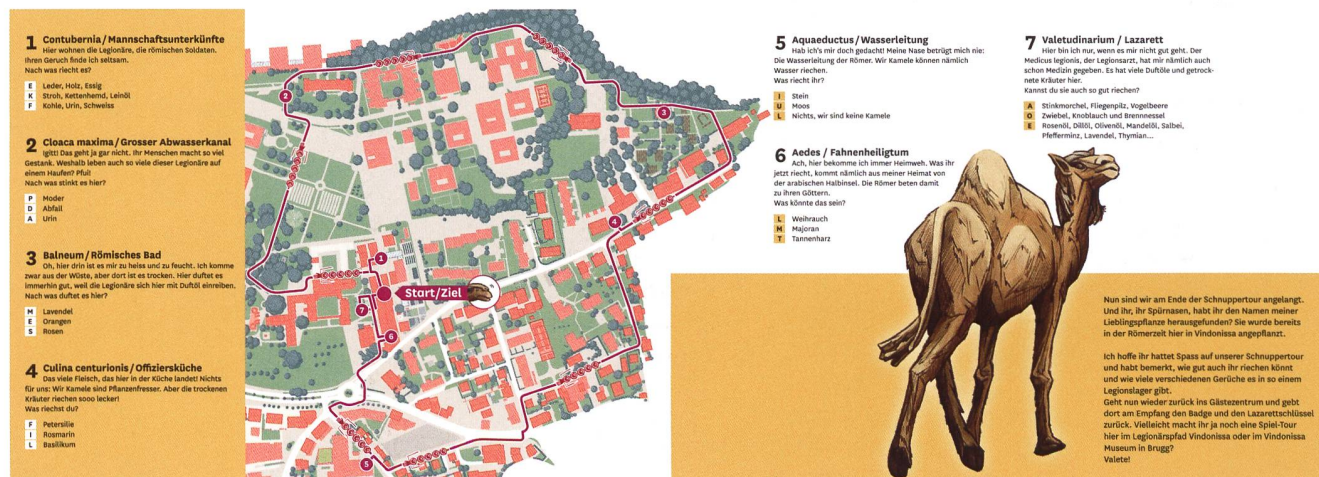 1 Contubernia / Mannschaftsunterkünfte
Hier wohnen die Legionäre, die römischen Soldaten.
Ihren Geruch finde ich seltsam.
Nach was riecht es?
E Leder, Holz, Essig
K Stroh, Kettenhemd, Leinöl
F Kohle, Urin, Schweiss
2 Cloaca maxima / Grosser Abwasserkanal
Igitt! Das geht ja gar nicht. Ihr Menschen macht so viel
Gestank. Weshalb leben auch so viele dieser Legionäre auf
einem Haufen? Pfui!
Nach was stinkt es hier?
P Moder
D Abfall
A Urin
3 Balneum / Römisches Bad
Oh, hier drin ist es mir zu heiss und zu feucht. Ich komme
zwar aus der Wüste, aber dort ist es trocken. Hier duftet es
immerhin gut, weil die Legionäre sich hier mit Duftöl einreiben.
Nach was duftet es hier?
M Lavendel
E Orangen
S Rosen
4 Culina centurionis / Offiziersküche
Das viele Fleisch, das hier in der Küche landet! Nichts
für uns: Wir Kamele sind Pflanzenfresser. Aber die trockenen
Kräuter riechen sooo lecker!
Was riechst du?
F Petersilie
I Rosmarin
L Basilikum
2
3
4
1
Start/Ziel
7
6
5
5 Aquaeductus / Wasserleitung
Hab ich's mir doch gedacht! Meine Nase betrügt mich nie:
Die Wasserleitung der Römer. Wir Kamele können nämlich
Wasser riechen.
Was riecht ihr?
I Stein
U Moos
L Nichts, wir sind keine Kamele
6 Aedes / Fahnenheiligtum
Ach, hier bekomme ich immer Heimweh. Was ihr
jetzt riecht, kommt nämlich aus meiner Heimat von
der arabischen Halbinsel. Die Römer beten damit
zu ihren Göttern.
Was könnte das sein?
L Weihrauch
M Majoran
T Tannenharz
7 Valetudinarium / Lazarett
Hier bin ich nur, wenn es mir nicht gut geht. Der
Medicus legionis, der Legionsarzt, hat mir nämlich auch
schon Medizin gegeben. Es hat viele Duftöle und getrock-
nete Kräuter hier.
Kannst du sie auch so gut riechen?
A Stinkmorchel, Fliegenpilz, Vogelbeere
O Zwiebel, Knoblauch und Brennnessel
E Rosenöl, Dillöl, Olivenöl, Mandelöl, Salbei,
Pfefferminz, Lavendel, Thymian...
Nun sind wir am Ende der Schnuppertour angelangt.
Und ihr, ihr Spürnasen, habt ihr den Namen meiner
Lieblingspflanze herausgefunden? Sie wurde bereits
in der Römerzeit hier in Vindonissa angepflanzt.
Ich hoffe ihr hattet Spass auf unserer Schnuppertour
und habt bemerkt, wie gut auch ihr riechen könnt
und wie viele verschiedenen Gerüche es in so einem
Legionslager gibt.
Geht nun wieder zurück ins Gästezentrum und gebt
dort am Empfang den Badge und den Lazarettschlüssel
zurück. Vielleicht macht ihr ja noch eine Spiel-Tour
hier im Legionärspfad Vindonissa oder im Vindonissa
Museum in Brugg?
Valete!